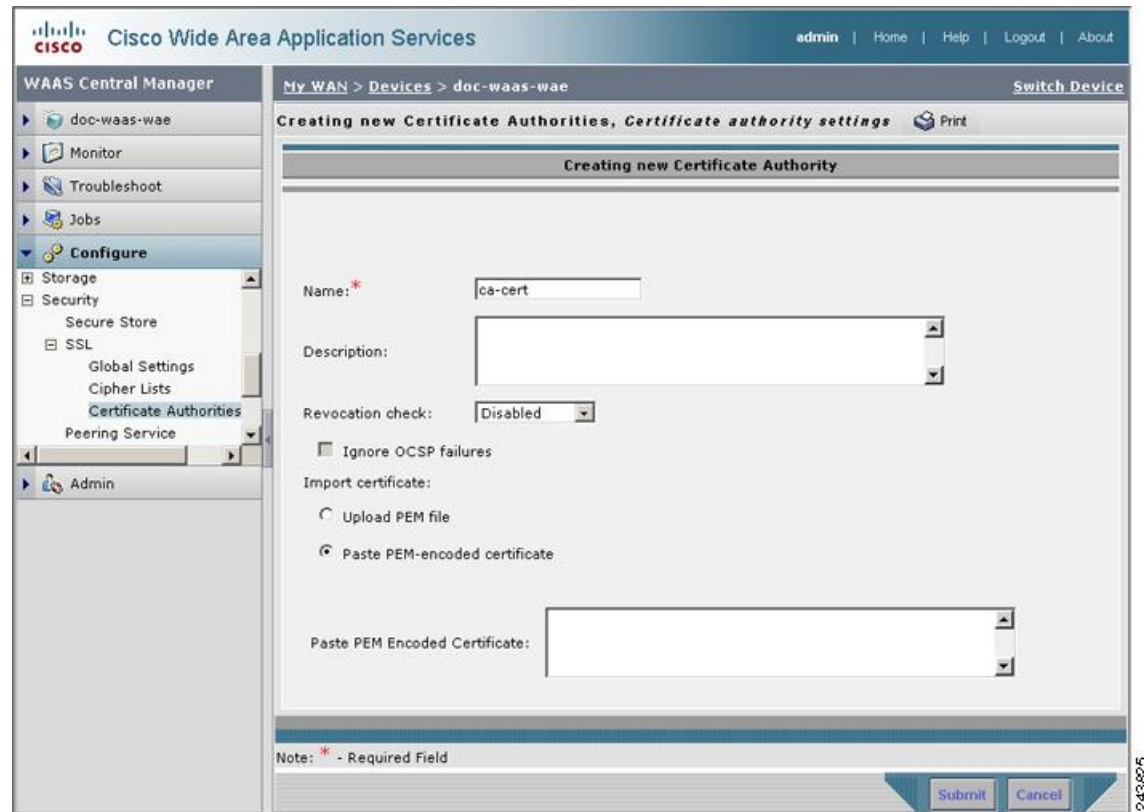 CISCO Cisco Wide Area Application Services admin | Home | Help | Logout | About
WAAS Central Manager
My WAN > Devices > doc-waas-wae Switch Device
doc-waas-wae
Monitor
Troubleshoot
Jobs
Configure
Storage
Security
Secure Store
SSL
Global Settings
Cipher Lists
Certificate Authorities
Peering Service
Admin
Creating new Certificate Authorities, Certificate authority settings Print
Creating new Certificate Authority
Name:* ca-cert
Description:
Revocation check: Disabled
Ignore OCSP failures
Import certificate:
Upload PEM file
Paste PEM-encoded certificate
Paste PEM Encoded Certificate:
Note: * - Required Field
Submit Cancel
243825